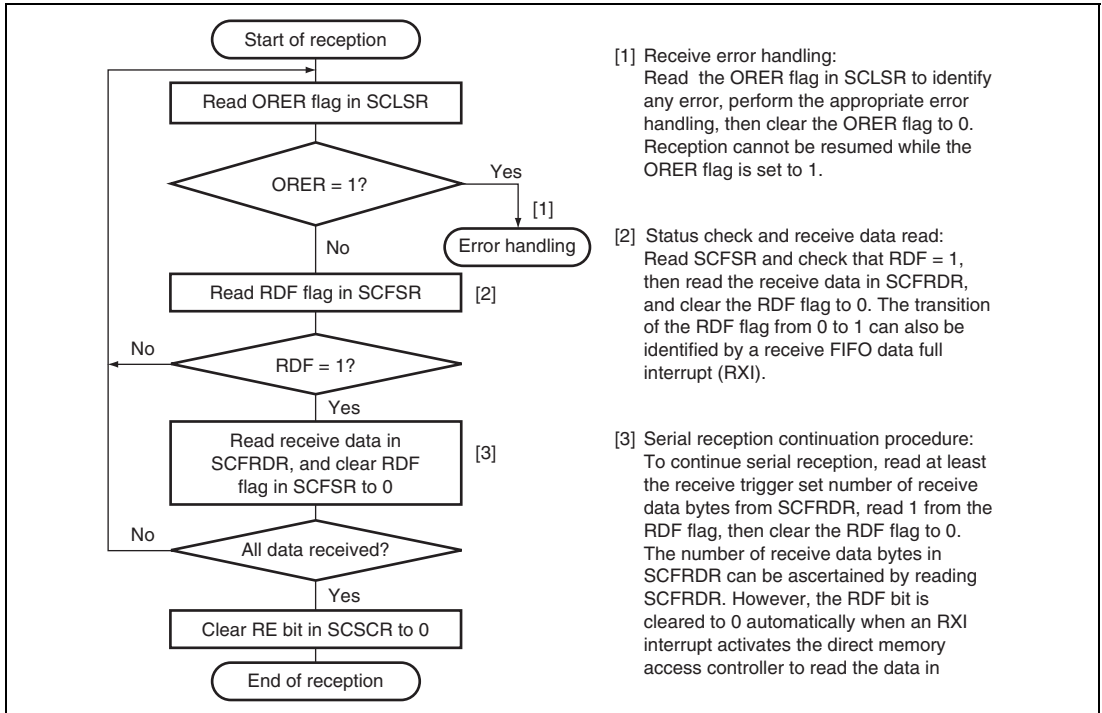 Start of reception
Read ORER flag in SCLSR
ORER = 1?
Yes
[1]
Error handling
No
Read RDF flag in SCFSR
[2]
No
RDF = 1?
Yes
Read receive data in
SCFRDR, and clear RDF
flag in SCFSR to 0
[3]
No
All data received?
Yes
Clear RE bit in SCSCR to 0
End of reception
[1] Receive error handling:
Read the ORER flag in SCLSR to identify
any error, perform the appropriate error
handling, then clear the ORER flag to 0.
Reception cannot be resumed while the
ORER flag is set to 1.
[2] Status check and receive data read:
Read SCFSR and check that RDF = 1,
then read the receive data in SCFRDR,
and clear the RDF flag to 0. The transition
of the RDF flag from 0 to 1 can also be
identified by a receive FIFO data full
interrupt (RXI).
[3] Serial reception continuation procedure:
To continue serial reception, read at least
the receive trigger set number of receive
data bytes from SCFRDR, read 1 from the
RDF flag, then clear the RDF flag to 0.
The number of receive data bytes in
SCFRDR can be ascertained by reading
SCFRDR. However, the RDF bit is
cleared to 0 automatically when an RXI
interrupt activates the direct memory
access controller to read the data in